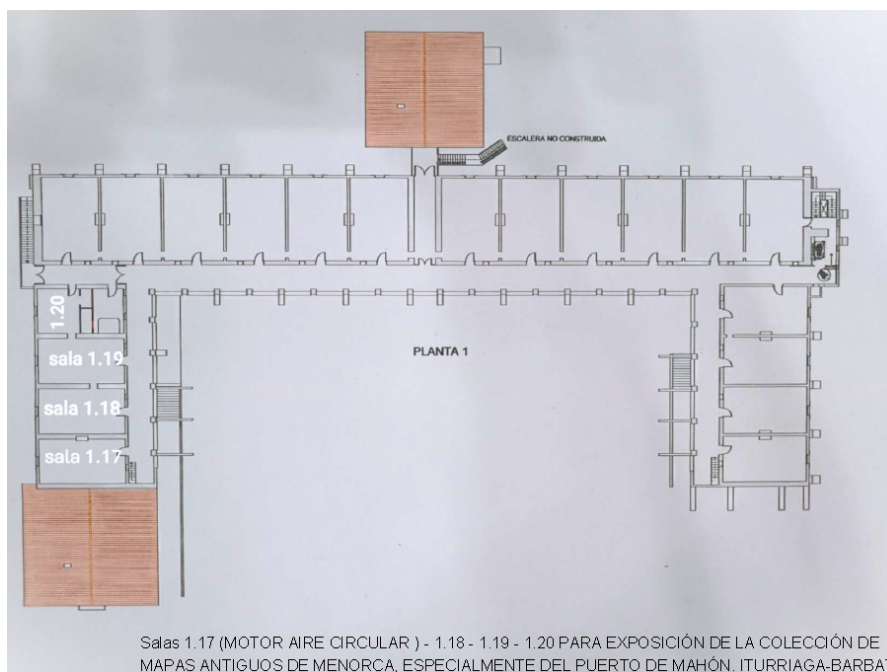 ESCALERA NO CONSTRUIDA
1.20
sala 1.19
PLANTA 1
sala 1.18
sala 1.17
Salas 1.17 (MOTOR AIRE CIRCULAR ) - 1.18 - 1.19 - 1.20 PARA EXPOSICIÓN DE LA COLECCIÓN DE
MAPAS ANTIGUOS DE MENORCA, ESPECIALMENTE DEL PUERTO DE MAHÓN. ITURRIAGA-BARBA